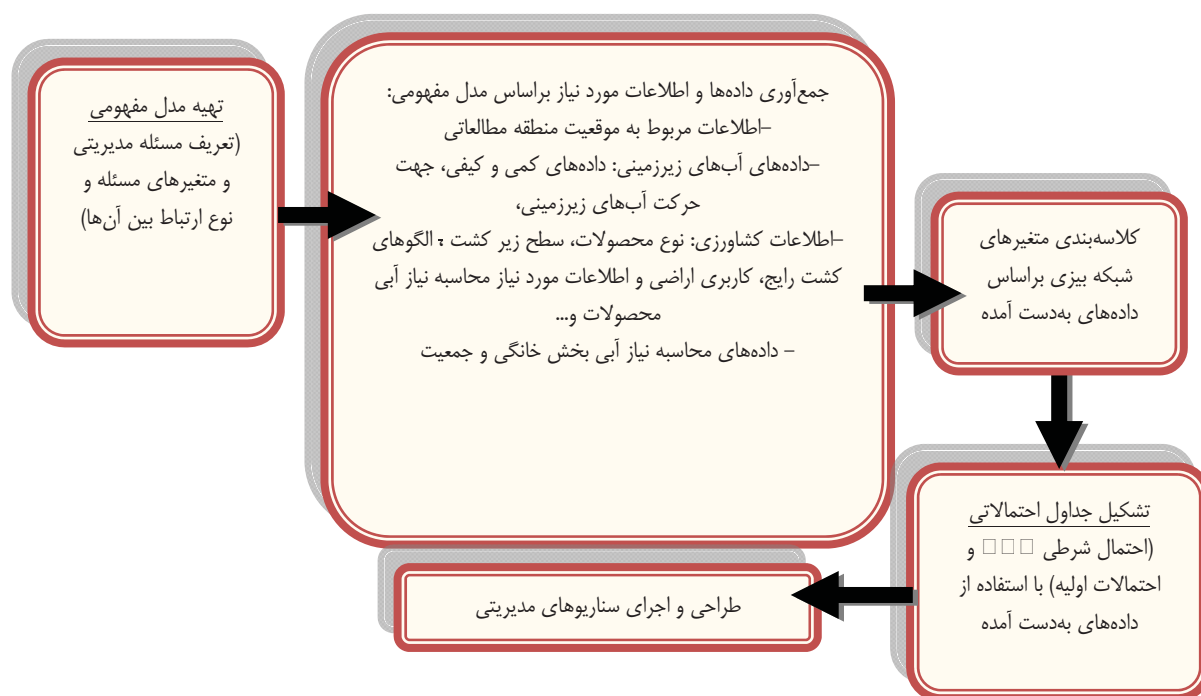 تهیه مدل مفهومی
(تعریف مسئله مدیریتی
و متغیرهای مسئله و
نوع ارتباط بین آن‌ها)
جمع‌آوری داده‌ها و اطلاعات مورد نیاز براساس مدل مفهومی:
–اطلاعات مربوط به موقعیت منطقه مطالعاتی
–داده‌های آب‌های زیرزمینی: داده‌های کمی و کیفی، جهت
حرکت آب‌های زیرزمینی،
–اطلاعات کشاورزی: نوع محصولات، سطح زیر کشت، الگوهای
کشت رایج، کاربری اراضی و اطلاعات مورد نیاز محاسبه نیاز آبی
محصولات و...
– داده‌های محاسبه نیاز آبی بخش خانگی و جمعیت
کلاسه‌بندی متغیرهای
شبکه بیزی براساس
داده‌های به‌دست آمده
تشکیل جداول احتمالاتی
(احتمال شرطی □□□ و
احتمالات اولیه) با استفاده از
داده‌های به‌دست آمده
طراحی و اجرای سناریوهای مدیریتی